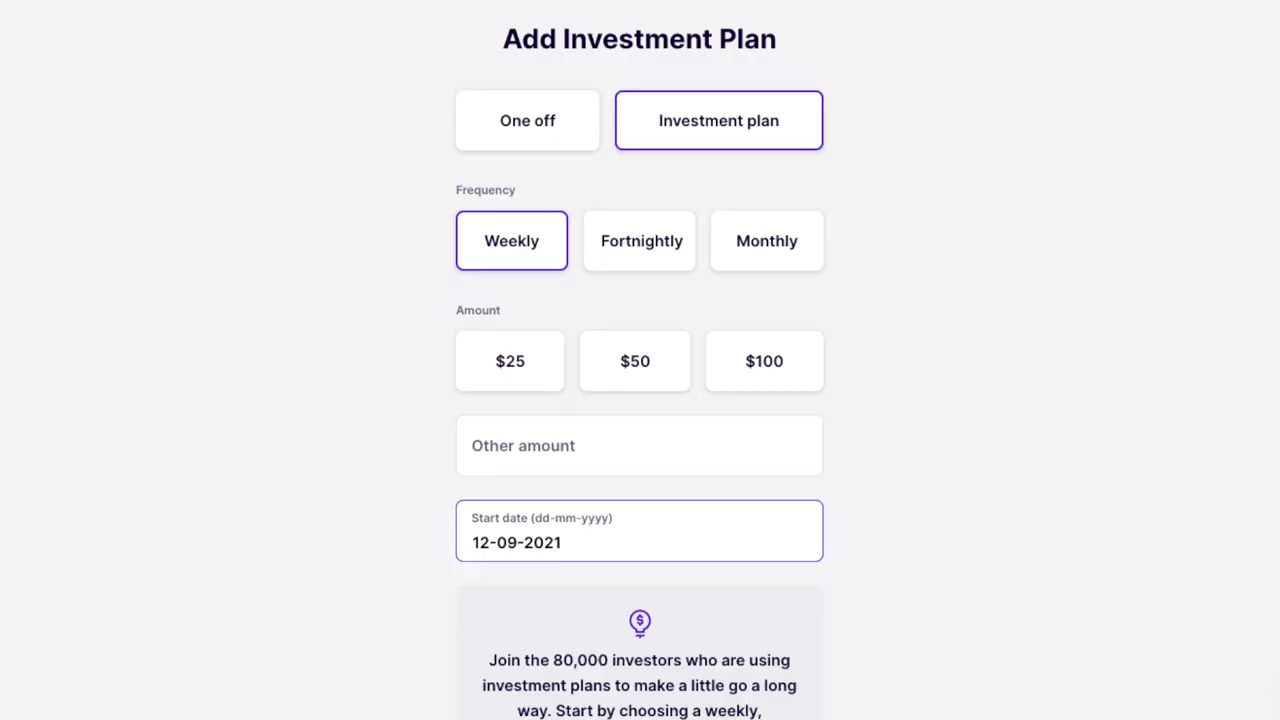 Add Investment Plan
One off
Investment plan
Frequency
Weekly
Fortnightly
Monthly
Amount
$25
$50
$100
Other amount
Start date (dd-mm-yyyy)
12-09-2021
$
Join the 80,000 investors who are using
investment plans to make a little go a long
way. Start by choosing a weekly,